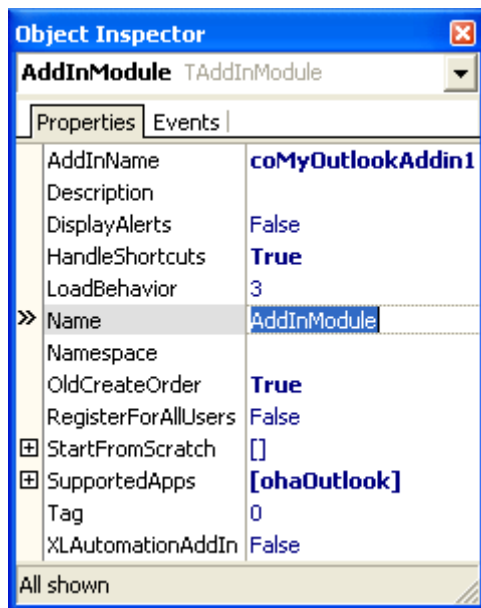 Object Inspector
AddInModule TAddInModule
Properties Events
AddInName coMyOutlookAddin1
Description
DisplayAlerts False
HandleShortcuts True
LoadBehavior 3
Name AddInModule
Namespace
OldCreateOrder True
RegisterForAllUsers False
StartFromScratch []
SupportedApps [ohaOutlook]
Tag 0
XLAutomationAddIn False
All shown